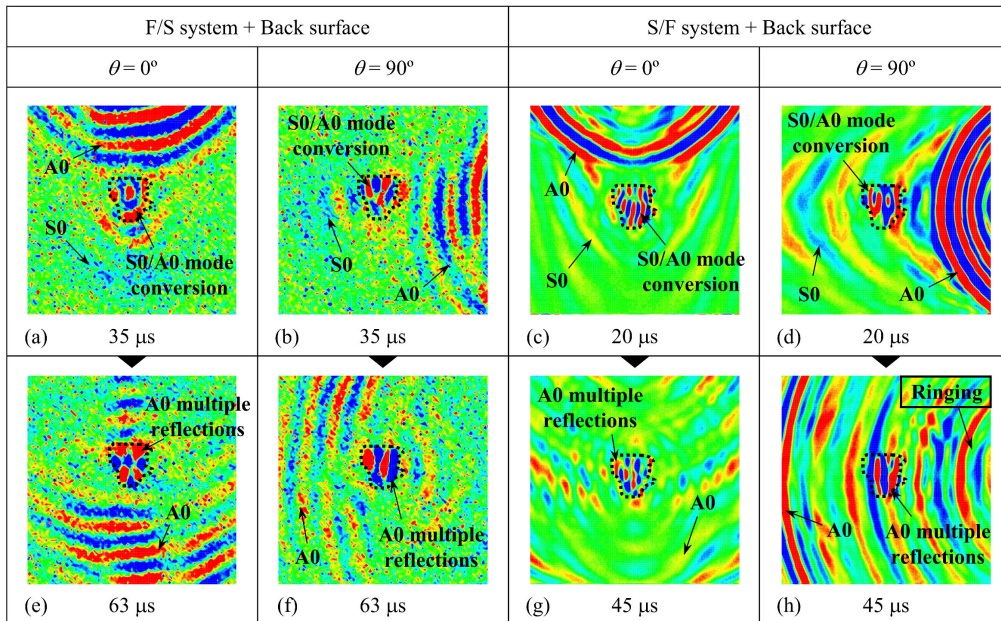 F/S system + Back surface
S/F system + Back surface
θ = 0º
θ = 90º
θ = 0º
θ = 90º
A0
S0
S0/A0 mode
conversion
(a)
35 μs
S0/A0 mode
conversion
S0
A0
(b)
35 μs
A0
S0
S0/A0 mode
conversion
(c)
20 μs
S0/A0 mode
conversion
S0
A0
(d)
20 μs
A0 multiple
reflections
A0
(e)
63 μs
A0
A0 multiple
reflections
(f)
63 μs
A0 multiple
reflections
A0
(g)
45 μs
Ringing
A0
A0 multiple
reflections
(h)
45 μs